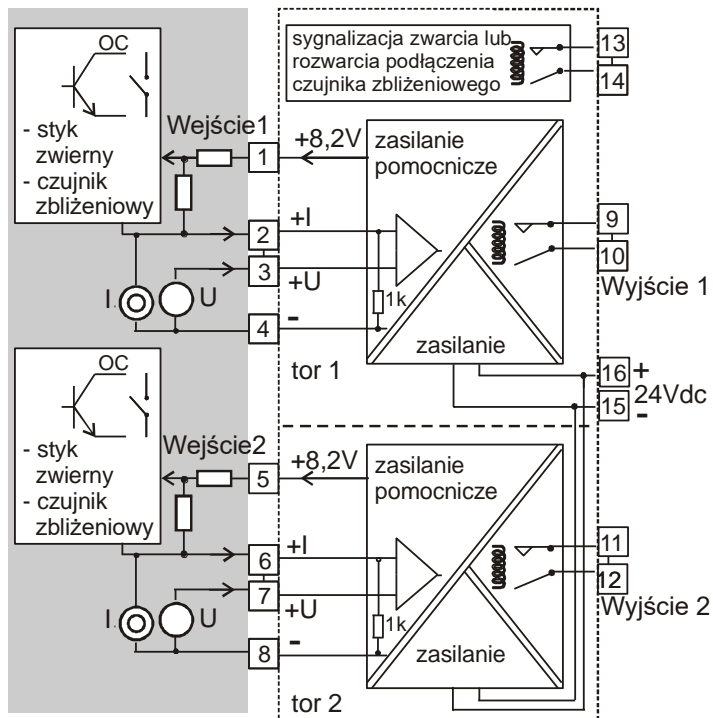 OC
- styk
zwierny
- czujnik
zbliżeniowy
Wejście1
I
U
1
2
3
4
+8,2V
+I
+U
-
sygnalizacja zwarcia lub
rozwarcia podłączenia
czujnika zbliżeniowego
13
14
zasilanie
pomocnicze
1k
zasilanie
9
10
Wyjście 1
tor 1
16 +
24Vdc
15 -
OC
- styk
zwierny
- czujnik
zbliżeniowy
Wejście2
I
U
5
6
7
8
+8,2V
+I
+U
-
zasilanie
pomocnicze
1k
zasilanie
11
12
Wyjście 2
tor 2